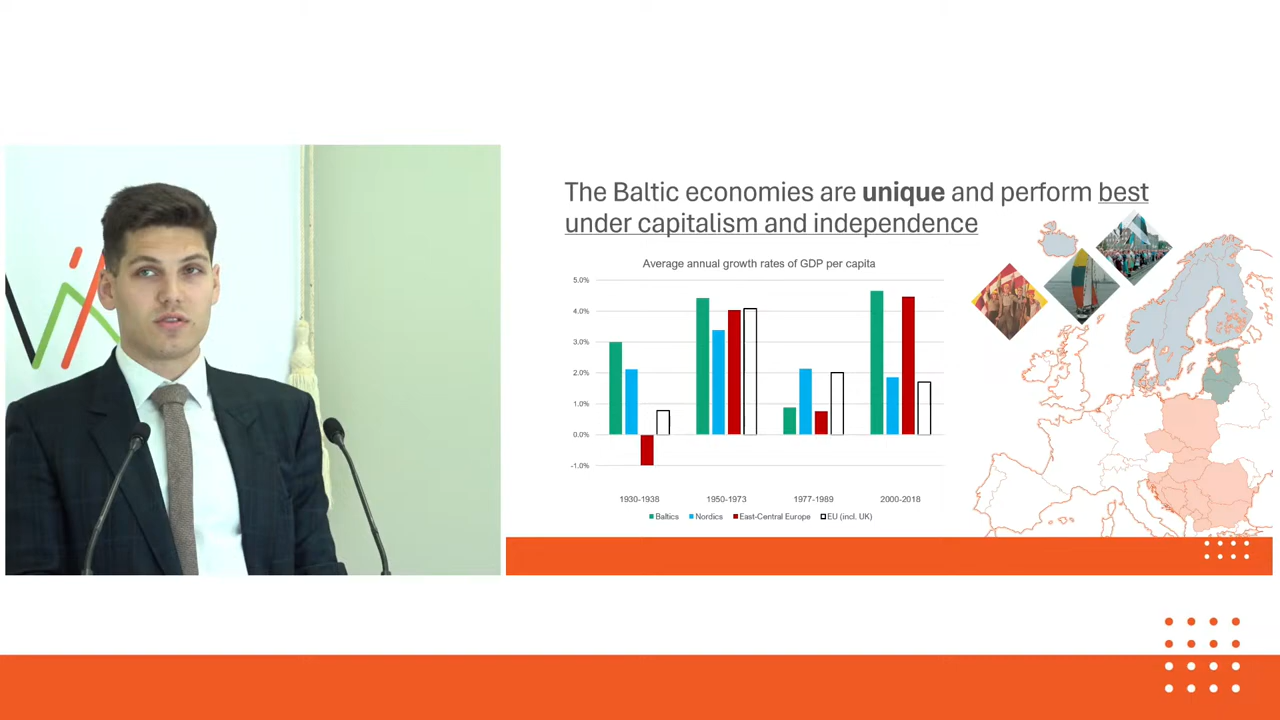 The Baltic economies are unique and perform best
under capitalism and independence
Average annual growth rates of GDP per capita
5.0%
4.0%
3.0%
2.0%
1.0%
0.0%
-1.0%
1930-1938 1950-1973 1977-1989 2000-2018
Baltics Nordics East-Central Europe EU (incl. UK)